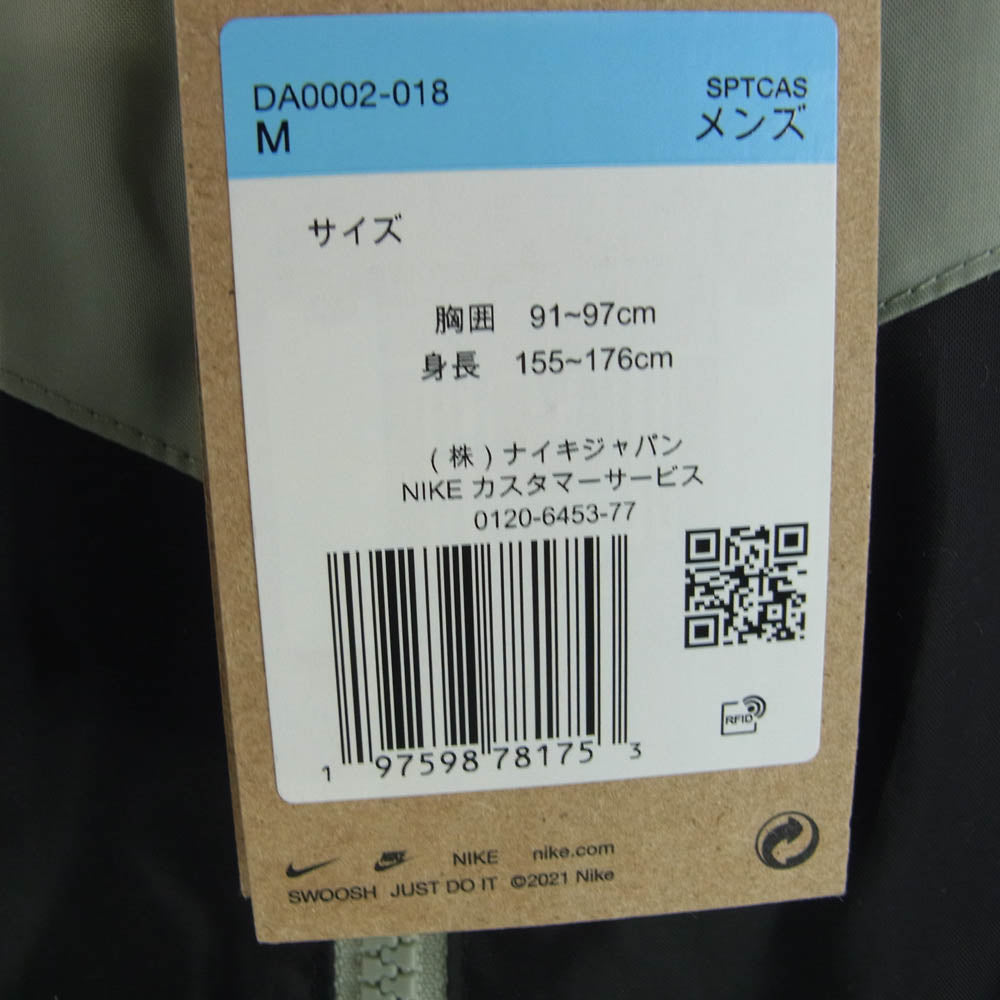 DA0002-018
M
SPTCAS
メンズ
サイズ
胸囲 91~97cm
身長 155~176cm
(株)ナイキジャパン
NIKE カスタマーサービス
0120-6453-77
1 97598 78175 3
RFID
NIKE nike.com
SWOOSH JUST DO IT ©2021 Nike